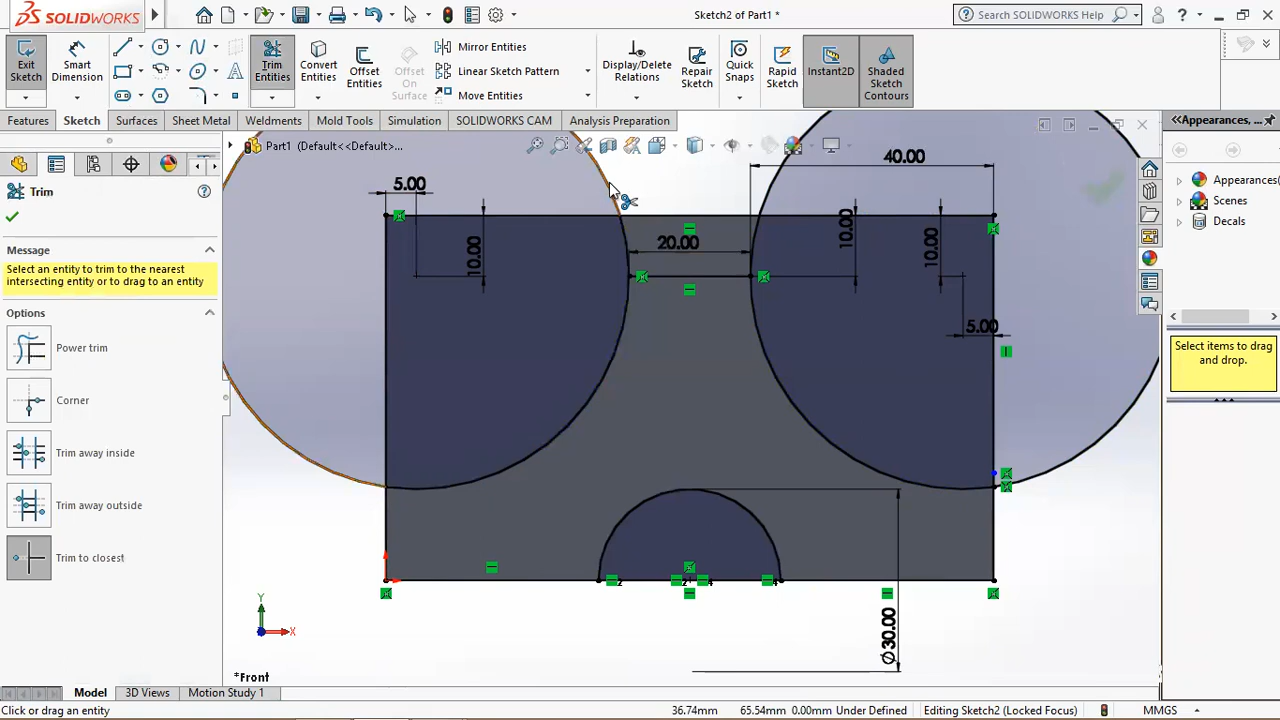 SOLIDWORKS
Sketch2 of Part1 *
Search SOLIDWORKS Help
Exit Sketch
Smart Dimension
Trim Entities
Convert Entities
Offset Entities
Offset On Surface
Mirror Entities
Linear Sketch Pattern
Move Entities
Display/Delete Relations
Repair Sketch
Quick Snaps
Rapid Sketch
Instant2D
Shaded Sketch Contours
Features
Sketch
Surfaces
Sheet Metal
Weldments
Mold Tools
Simulation
SOLIDWORKS CAM
Analysis Preparation
Part1 (Default<<Default>...
<<Appearances,
Trim
Message
Select an entity to trim to the nearest
intersecting entity or to drag to an entity
Options
Power trim
Corner
Trim away inside
Trim away outside
Trim to closest
5.00
10.00
20.00
40.00
10.00
10.00
5.00
Ø30.00
Appearances(
Scenes
Decals
Select items to drag
and drop.
Y
X
*Front
Model
3D Views
Motion Study 1
Click or drag an entity
36.74mm
65.54mm
0.00mm
Under Defined
Editing Sketch2 (Locked Focus)
MMGS